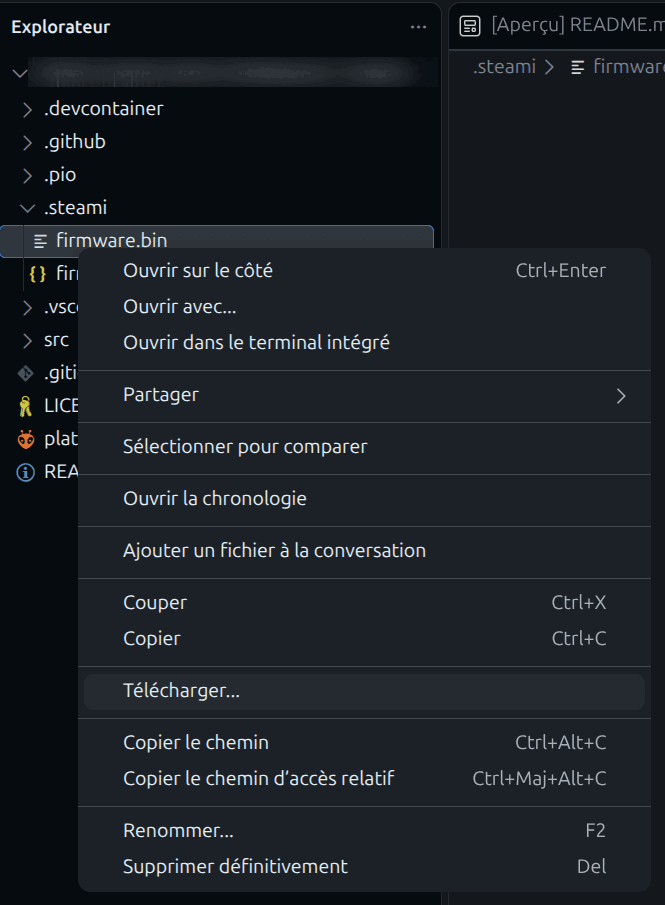 Explorateur
[Aperçu] README.m
.steami
firmwar
.devcontainer
.github
.pio
.steami
firmware.bin
{} fir
.vsc
src
.giti
LICE
plat
REA
Ouvrir sur le côté Ctrl+Enter
Ouvrir avec...
Ouvrir dans le terminal intégré
Partager
Sélectionner pour comparer
Ouvrir la chronologie
Ajouter un fichier à la conversation
Couper Ctrl+X
Copier Ctrl+C
Télécharger...
Copier le chemin Ctrl+Alt+C
Copier le chemin d’accès relatif Ctrl+Maj+Alt+C
Renommer... F2
Supprimer définitivement Del